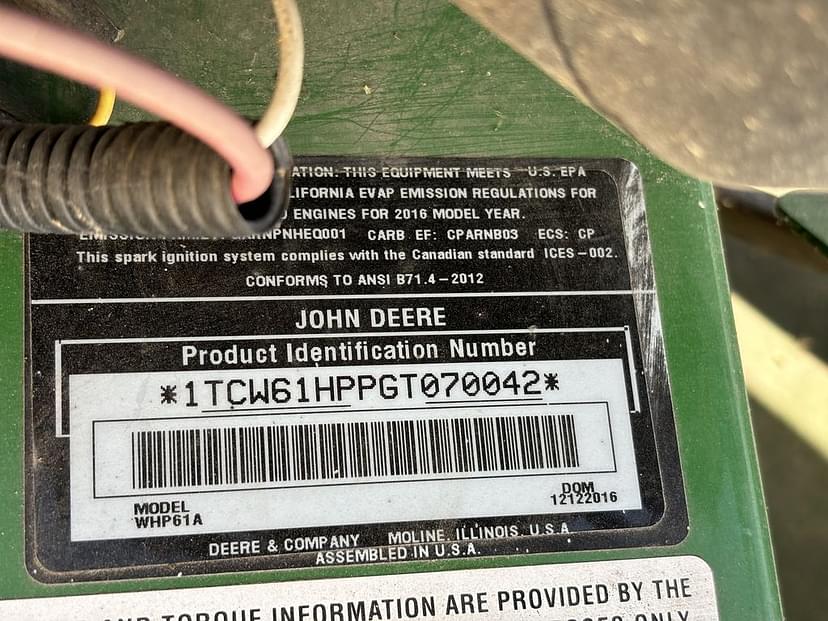 ATION: THIS EQUIPMENT MEETS U.S. EPA
LIFORNIA EVAP EMISSION REGULATIONS FOR
ENGINES FOR 2016 MODEL YEAR.
CARB EF: CPARNB03 ECS: CP
This spark ignition system complies with the Canadian standard ICES-002.
CONFORMS TO ANSI B71.4-2012
JOHN DEERE
Product Identification Number
*1TCW61HPPGT070042*
MODEL
WHP61A
DOM
12122016
DEERE & COMPANY MOLINE, ILLINOIS U.S.A
ASSEMBLED IN U.S.A.
TORQUE INFORMATION ARE PROVIDED BY THE
ONLY